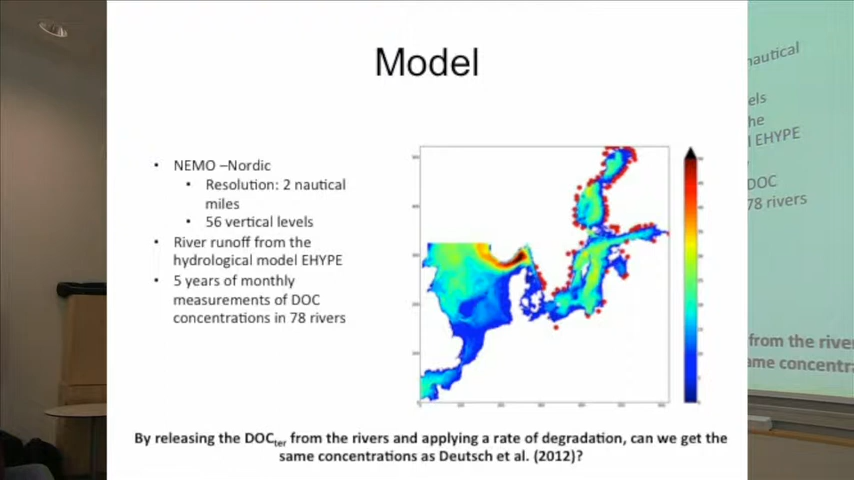 Model
• NEMO –Nordic
• Resolution: 2 nautical
miles
• 56 vertical levels
• River runoff from the
hydrological model EHYPE
• 5 years of monthly
measurements of DOC
concentrations in 78 rivers
By releasing the DOCter from the rivers and applying a rate of degradation, can we get the
same concentrations as Deutsch et al. (2012)?
nautical
els
he
l EHYPE
DOC
78 rivers
from the rive
ame concentra